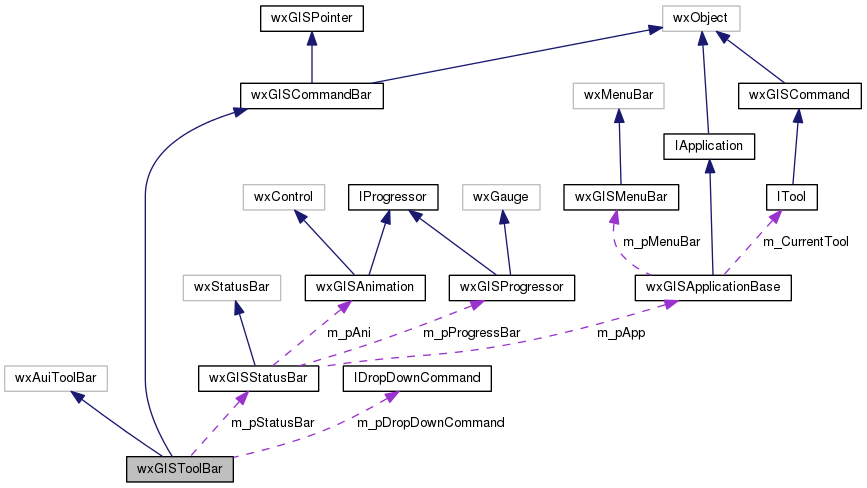 wxGISPointer
wxObject
wxGISCommandBar
wxMenuBar
wxGISCommand
IApplication
wxControl
IProgressor
wxGauge
wxGISMenuBar
ITool
m_pMenuBar
m_CurrentTool
wxStatusBar
wxGISAnimation
wxGISProgressor
wxGISApplicationBase
m_pAni
m_pProgressBar
m_pApp
wxAuiToolBar
wxGISStatusBar
IDropDownCommand
m_pStatusBar
m_pDropDownCommand
wxGISToolBar